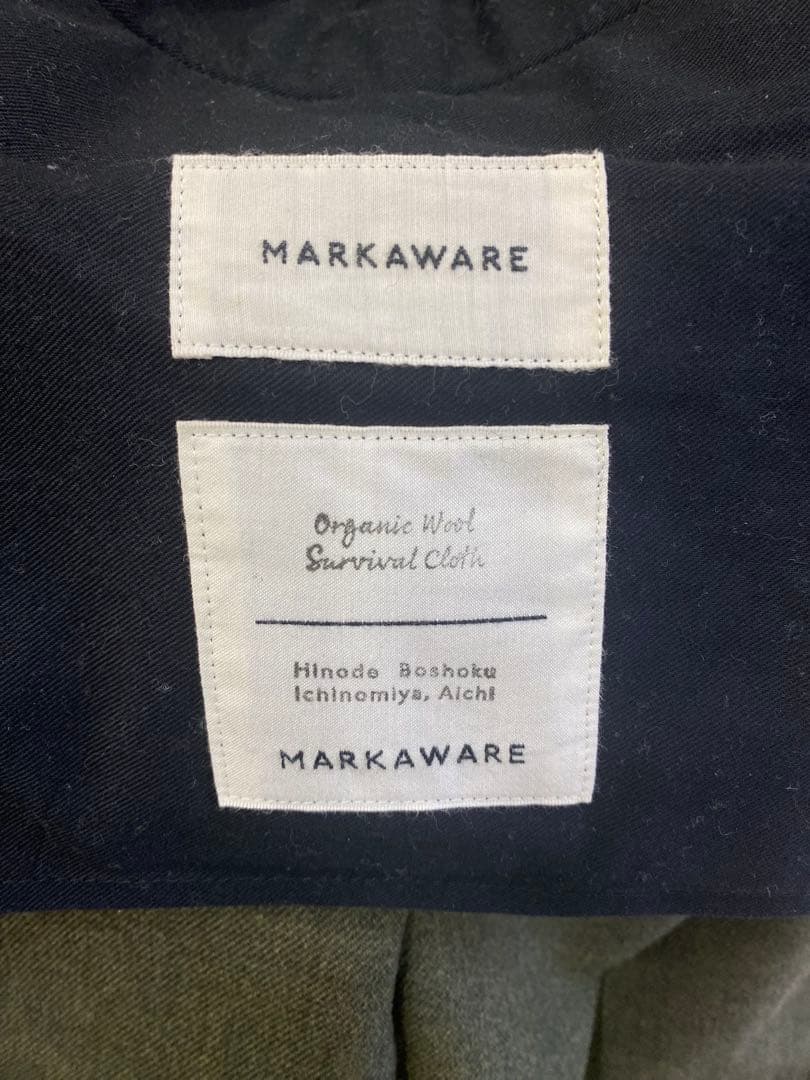 MARKAWARE
Organic Wool
Survival Cloth
Hinode Boshoku
Ichinomiya, Aichi
MARKAWARE